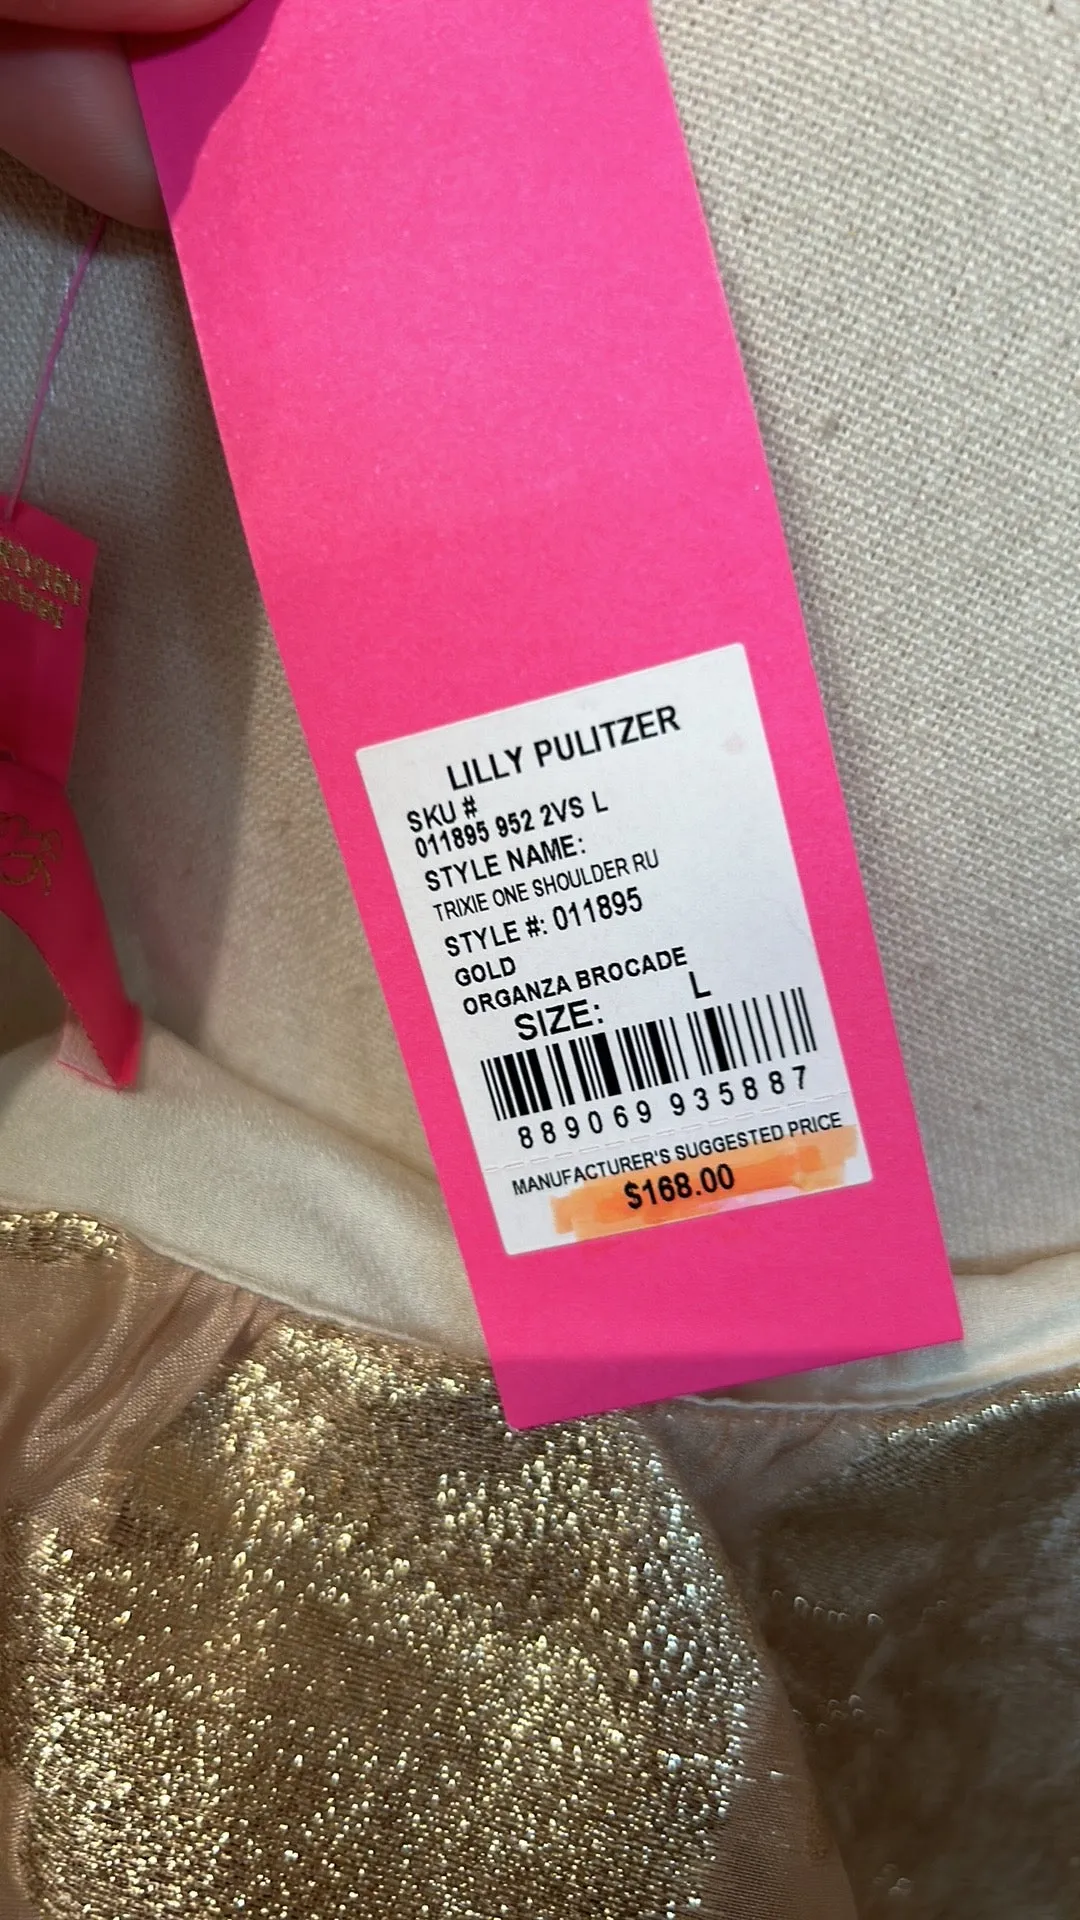 LILLY PULITZER
SKU #
011895 952 2VS L
STYLE NAME:
TRIXIE ONE SHOULDER RU
STYLE #: 011895
GOLD
ORGANZA BROCADE
SIZE: L
889069 935887
MANUFACTURER'S SUGGESTED PRICE
$168.00